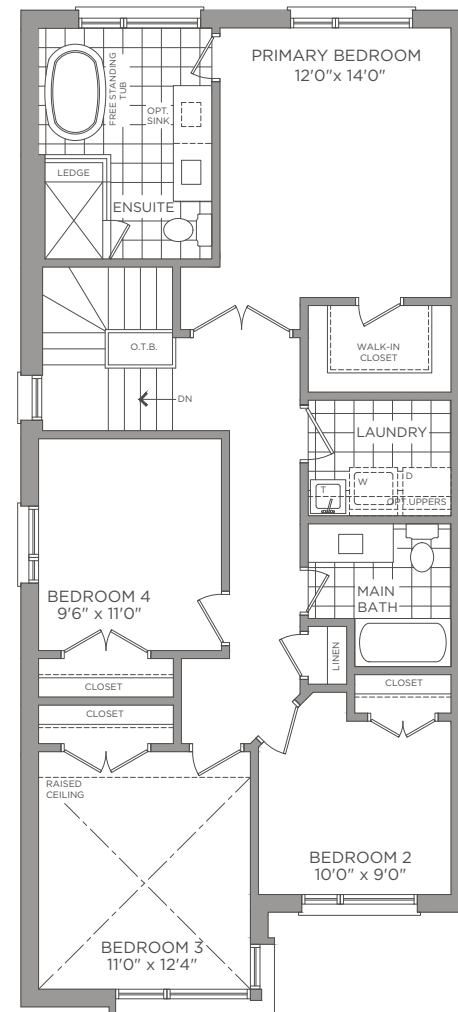 PRIMARY BEDROOM
12'0"x 14'0"
FREE STANDING
TUB
OPT.
SINK
LEDGE
ENSUITE
O.T.B.
DN
WALK-IN
CLOSET
LAUNDRY
T
W
D
OPT.UPPERS
MAIN
BATH
BEDROOM 4
9'6" x 11'0"
LINEN
CLOSET
CLOSET
CLOSET
RAISED
CEILING
BEDROOM 2
10'0" x 9'0"
BEDROOM 3
11'0" x 12'4"